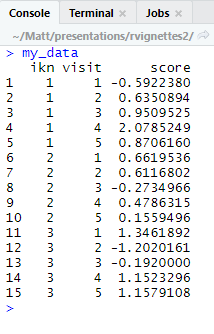 Console Terminal × Jobs ×
~/Matt/presentations/rvignettes2/
> my_data
ikn visit score
1 1 1 -0.5922380
2 1 2 0.6350894
3 1 3 0.9509525
4 1 4 2.0785249
5 1 5 0.8706160
6 2 1 0.6619536
7 2 2 0.6116802
8 2 3 -0.2734966
9 2 4 0.4786315
10 2 5 0.1559496
11 3 1 1.3461892
12 3 2 -1.2020161
13 3 3 -0.1920000
14 3 4 1.1523296
15 3 5 1.1579108
>